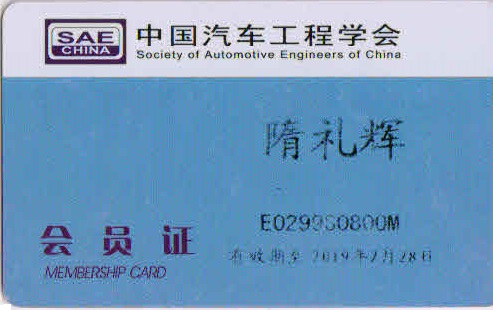 SAE
CHINA
中国汽车工程学会
Society of Automotive Engineers of China
隋礼辉
E029950800M
会员证
有效期至 2019年2月28日
MEMBERSHIP CARD